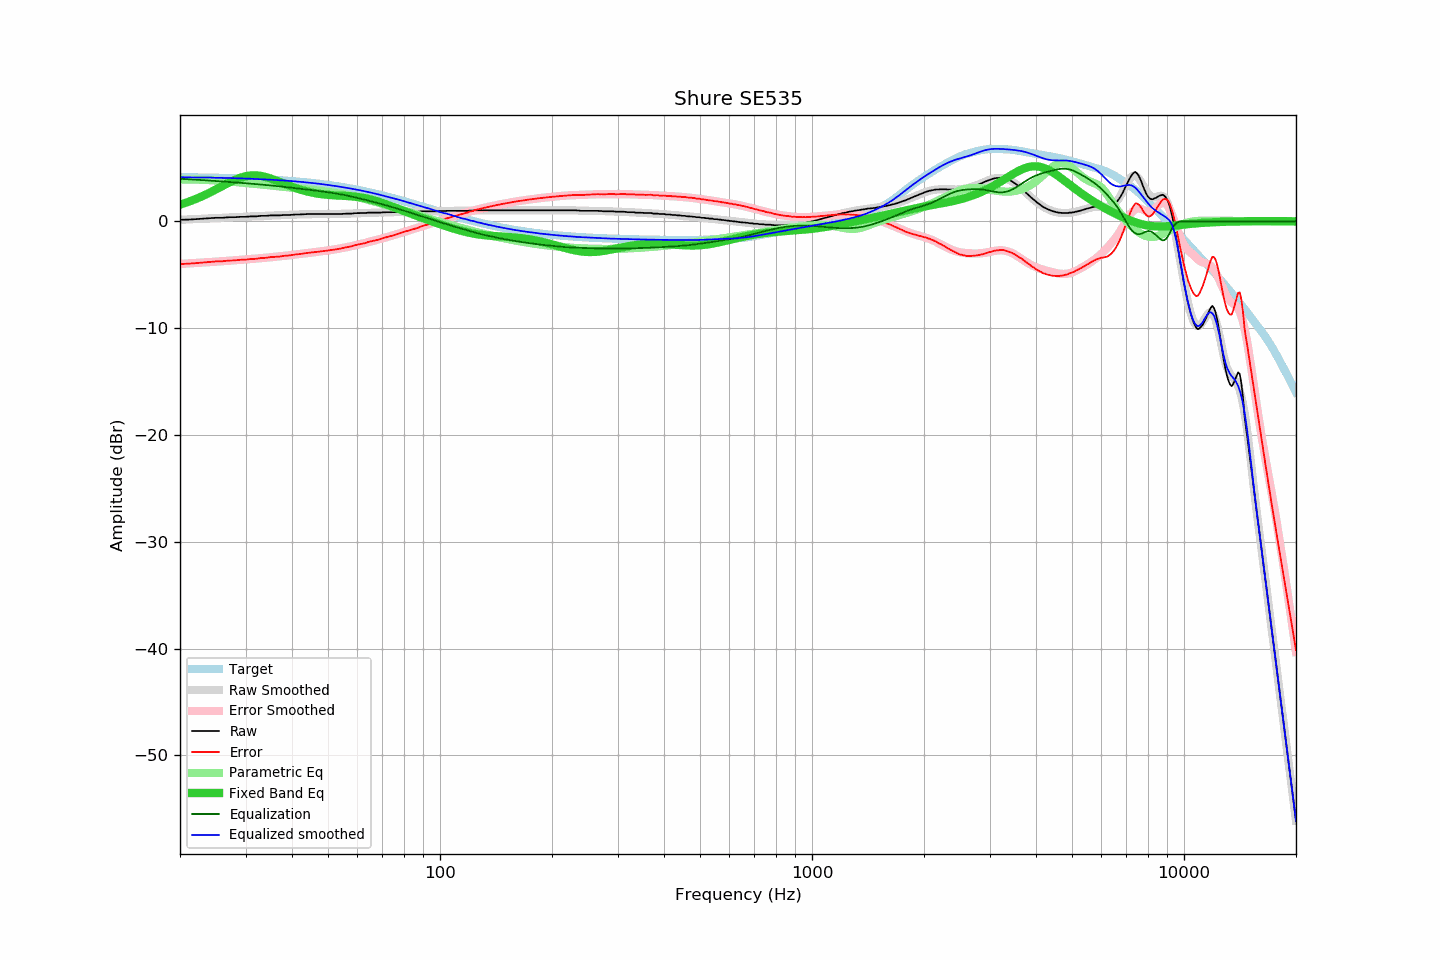 Shure SE535
Amplitude (dBr)
0
−10
−20
−30
−40
−50
Target
Raw Smoothed
Error Smoothed
Raw
Error
Parametric Eq
Fixed Band Eq
Equalization
Equalized smoothed
100
1000
10000
Frequency (Hz)